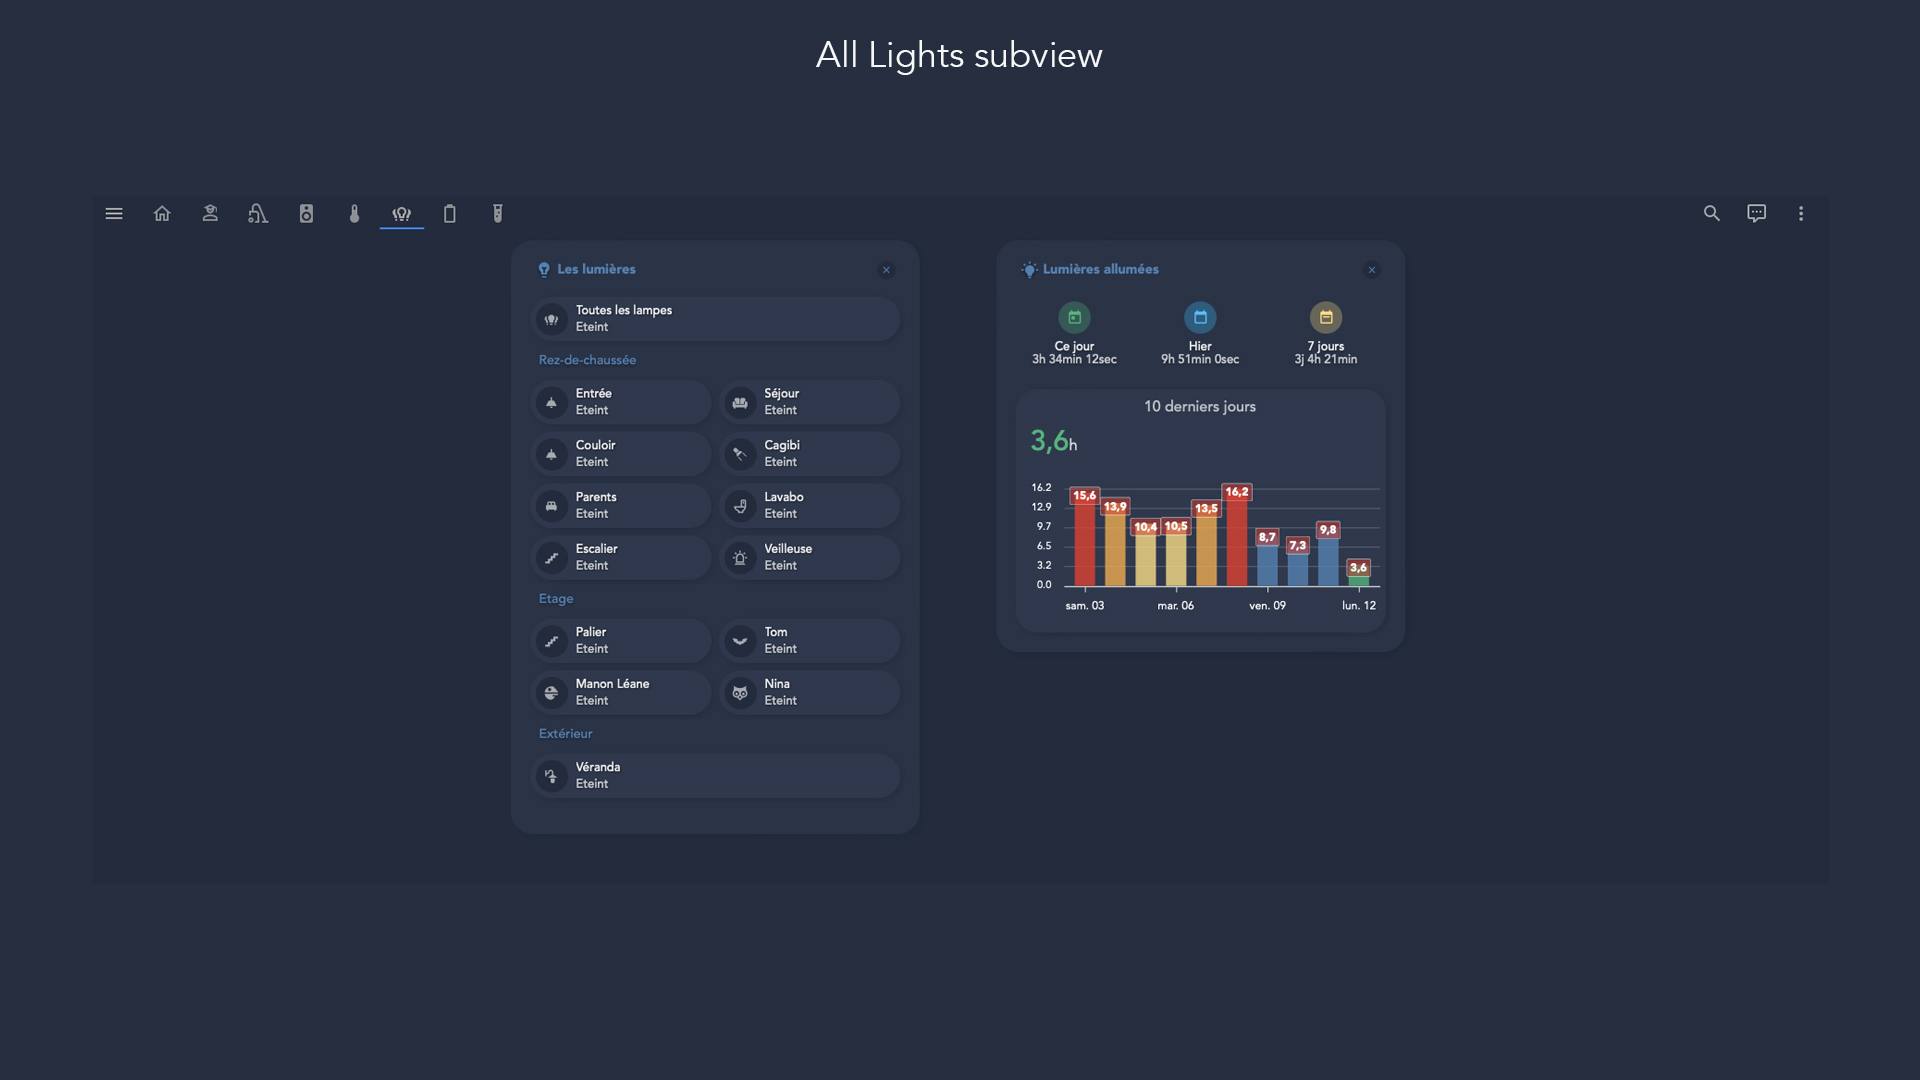 All Lights subview
Les lumières
Toutes les lampes
Eteint
Rez-de-chaussée
Entrée
Eteint
Séjour
Eteint
Couloir
Eteint
Cagibi
Eteint
Parents
Eteint
Lavabo
Eteint
Escalier
Eteint
Veilleuse
Eteint
Etage
Palier
Eteint
Tom
Eteint
Manon Léane
Eteint
Nina
Eteint
Extérieur
Véranda
Eteint
Lumières allumées
Ce jour
3h 34min 12sec
Hier
9h 51min 0sec
7 jours
3j 4h 21min
10 derniers jours
3,6h
16.2
12.9
9.7
6.5
3.2
0.0
15,6
13,9
10,4
10,5
13,5
16,2
8,7
7,3
9,8
3,6
sam. 03
mar. 06
ven. 09
lun. 12